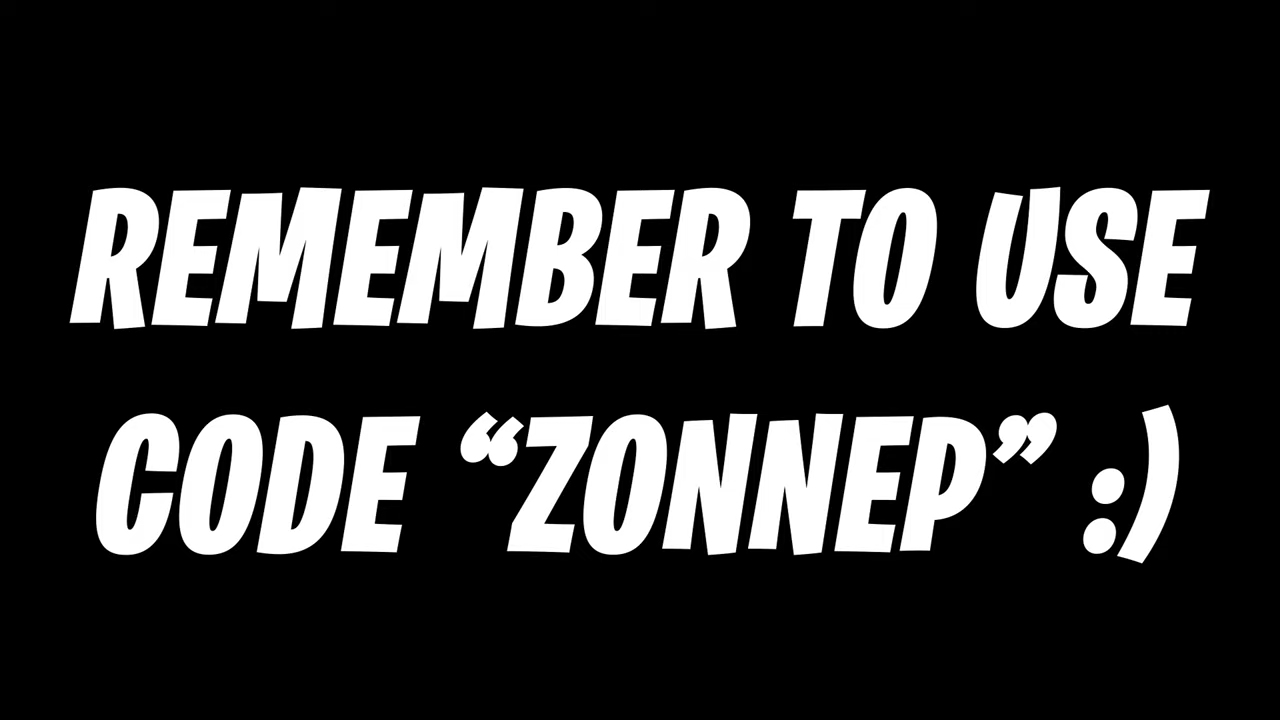 REMEMBER TO USE
CODE “ZONNEP” :)